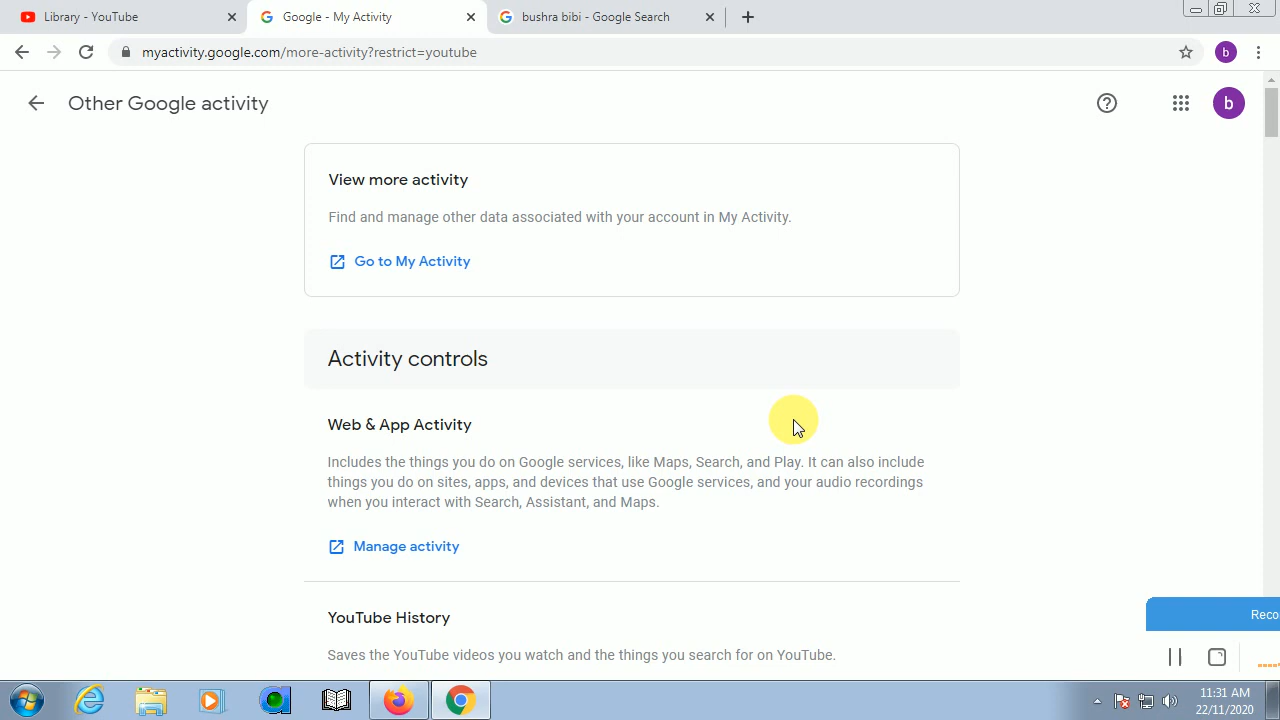 Library - YouTube
Google - My Activity
bushra bibi - Google Search
myactivity.google.com/more-activity?restrict=youtube
b
Other Google activity
b
View more activity
Find and manage other data associated with your account in My Activity.
Go to My Activity
Activity controls
Web & App Activity
Includes the things you do on Google services, like Maps, Search, and Play. It can also include
things you do on sites, apps, and devices that use Google services, and your audio recordings
when you interact with Search, Assistant, and Maps.
Manage activity
YouTube History
Saves the YouTube videos you watch and the things you search for on YouTube.
Reco
11:31 AM
22/11/2020